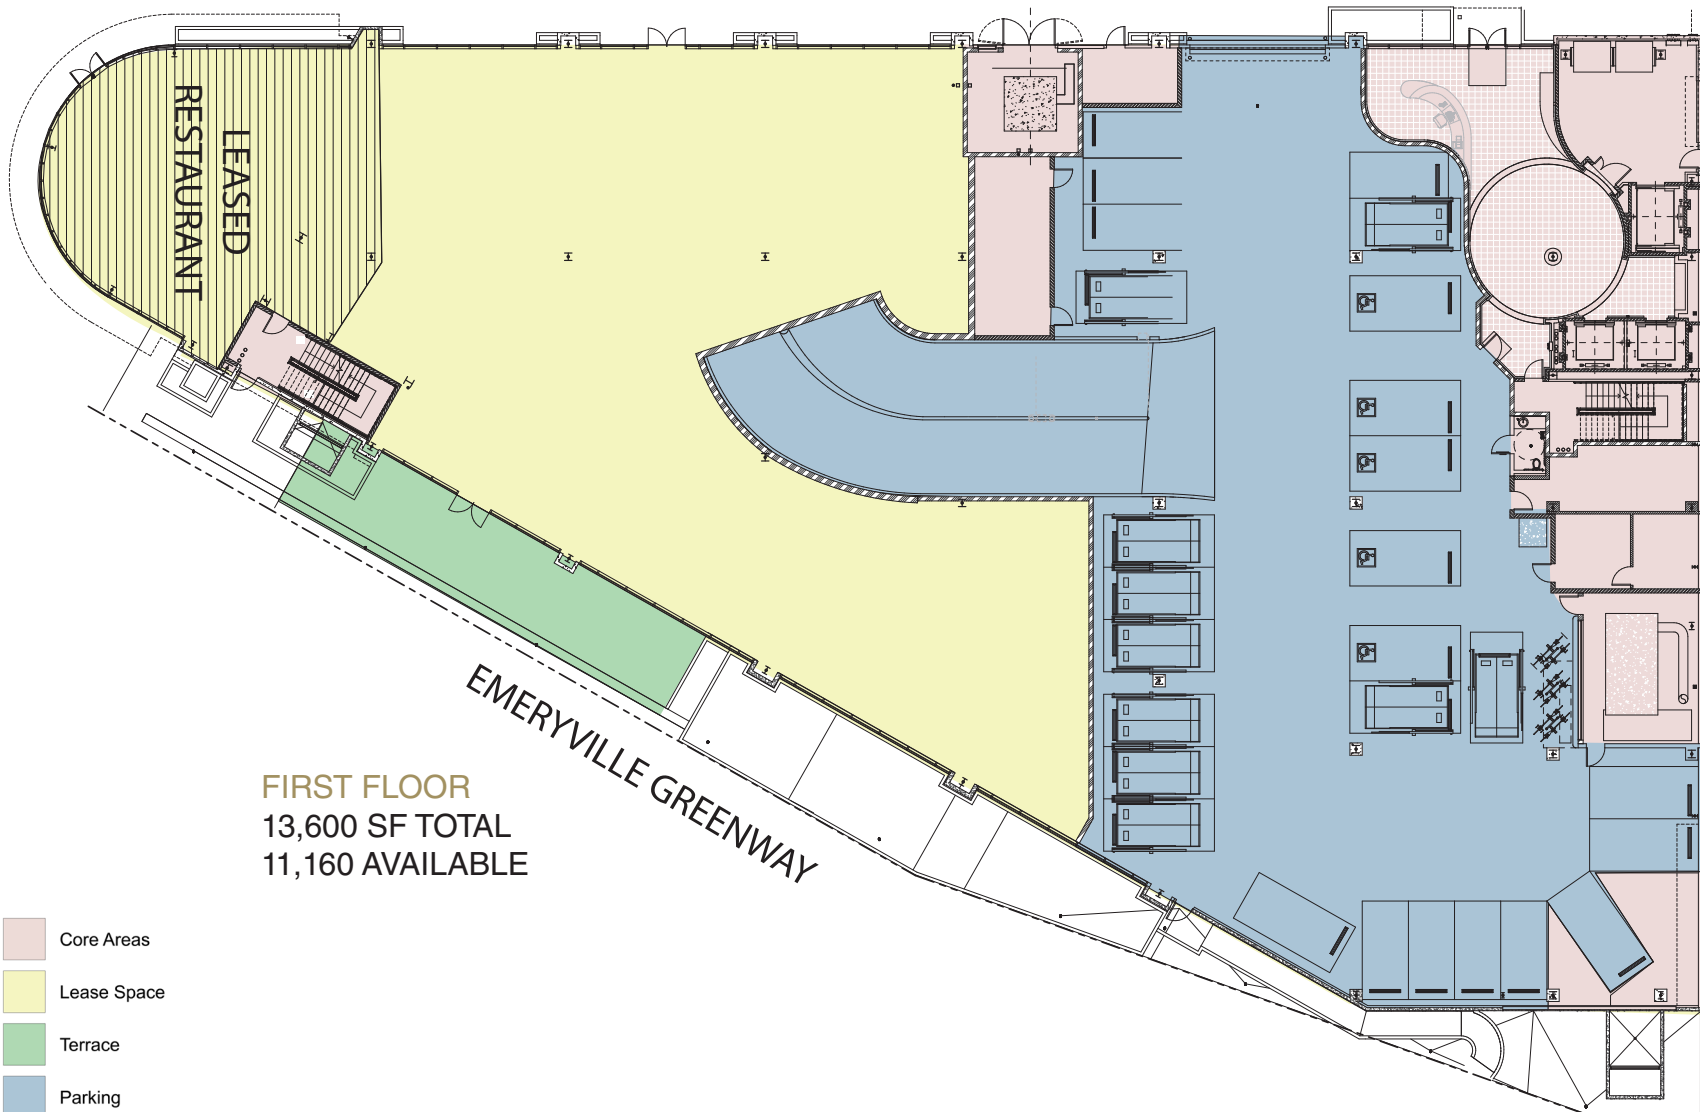 LEASED
RESTAURANT
EMERYVILLE GREENWAY
FIRST FLOOR
13,600 SF TOTAL
11,160 AVAILABLE
Core Areas
Lease Space
Terrace
Parking